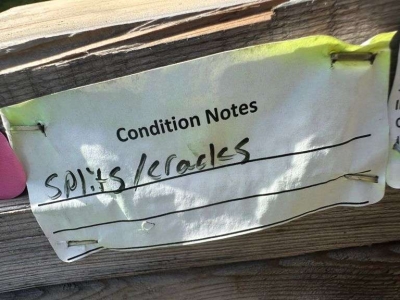 Condition Notes
splits/cracks